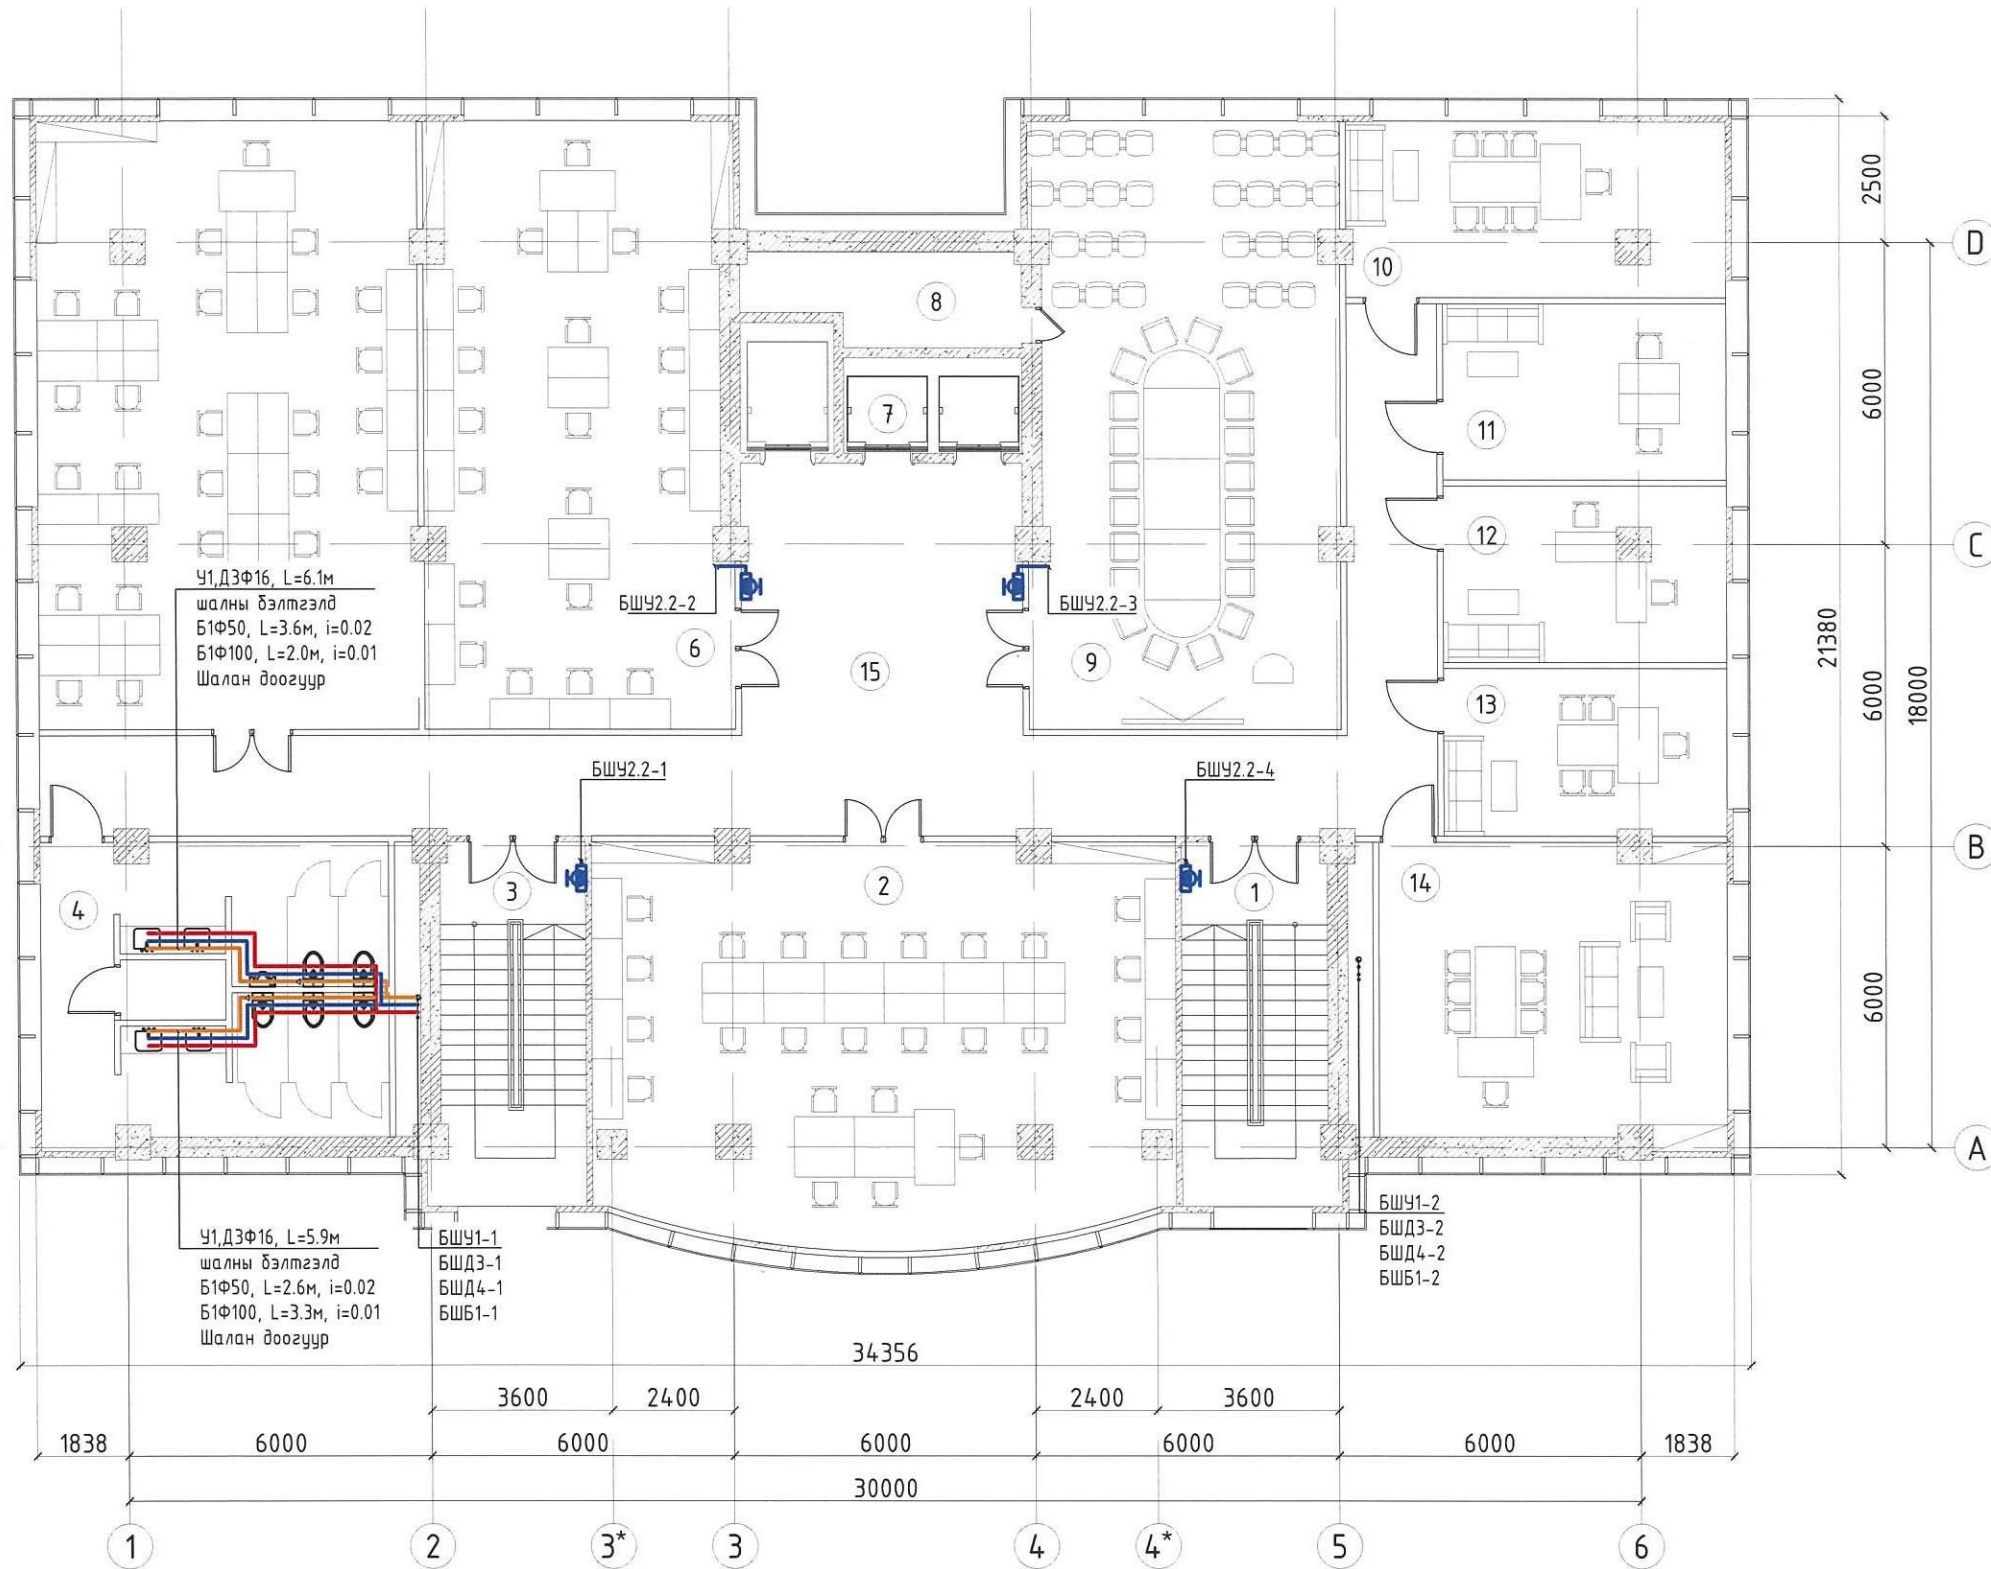 2500
D
10
8
6000
7
11
12
C
У1,ДЗФ16, L=6.1м
шалны бэлтгэлд
Б1Ф50, L=3.6м, i=0.02
Б1Ф100, L=2.0м, i=0.01
Шалан доогуур
БШУ2.2-2
БШУ2.2-3
6
15
9
13
21380
6000
18000
БШУ2.2-1
БШУ2.2-4
B
4
3
2
1
14
6000
A
У1,ДЗФ16, L=5.9м
шалны бэлтгэлд
Б1Ф50, L=2.6м, i=0.02
Б1Ф100, L=3.3м, i=0.01
Шалан доогуур
БШУ1-1
БШД3-1
БШД4-1
БШБ1-1
БШУ1-2
БШД3-2
БШД4-2
БШБ1-2
34356
3600
2400
2400
3600
1838
6000
6000
6000
6000
6000
1838
30000
1
2
3*
3
4
4*
5
6